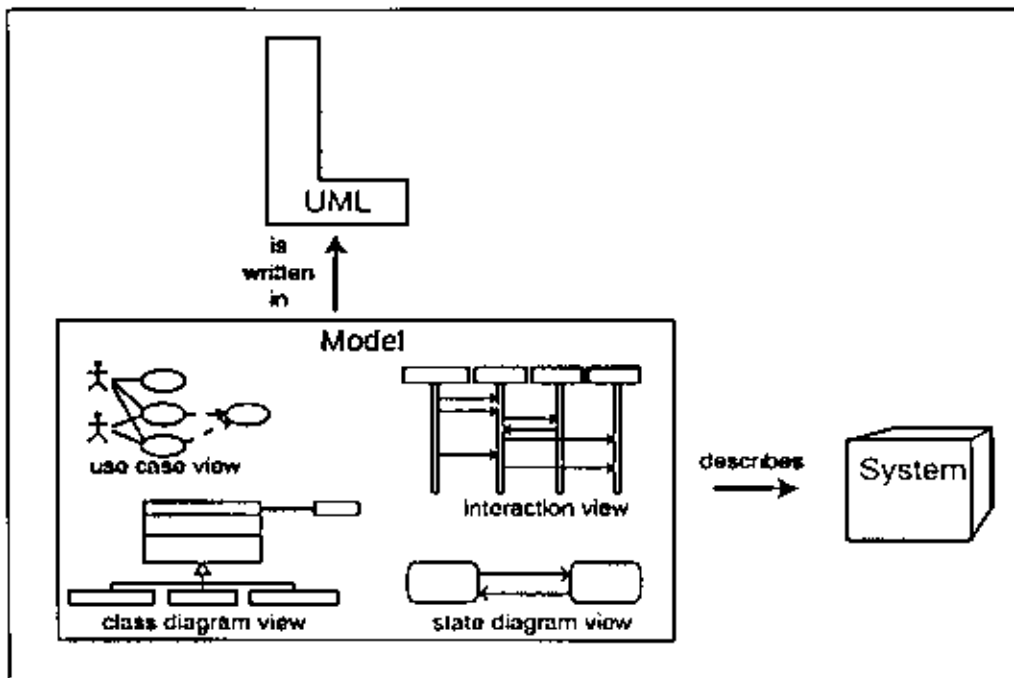 UML
is
written
in
Model
use case view
interaction view
describes
System
class diagram view
state diagram view